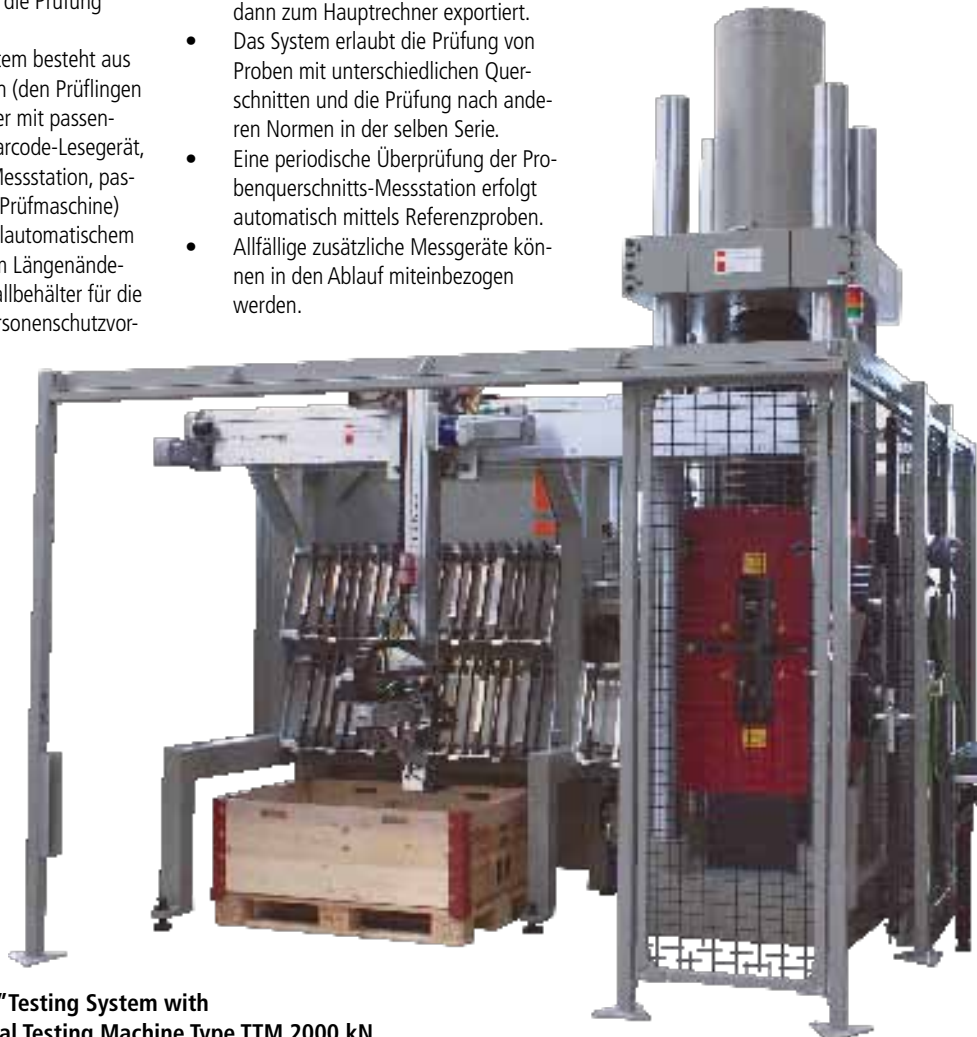 die Prüfung
tem besteht aus
n (den Prüflingen
er mit passen-
arcode-Lesegerät,
Messstation, pas-
Prüfmaschine)
lautomatischem
m Längenände-
allbehälter für die
ersonenschutzvor-
dann zum Hauptrechner exportiert.
• Das System erlaubt die Prüfung von
Proben mit unterschiedlichen Quer-
schnitten und die Prüfung nach ande-
ren Normen in der selben Serie.
• Eine periodische Überprüfung der Pro-
benquerschnitts-Messstation erfolgt
automatisch mittels Referenzproben.
• Allfällige zusätzliche Messgeräte kön-
nen in den Ablauf miteinbezogen
werden.
" Testing System with
al Testing Machine Type TTM 2000 kN